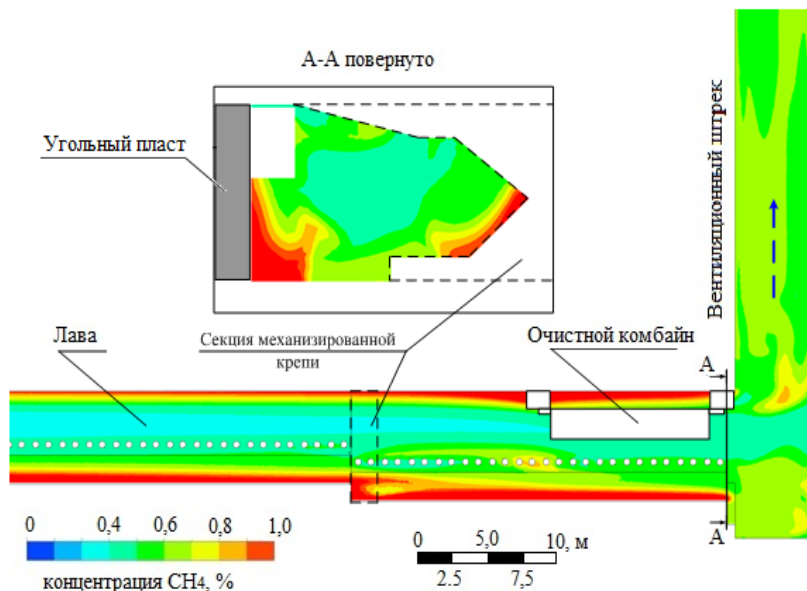 А-А повернуто
Угольный пласт
Вентиляционный штрек
Лава
Секция механизированной
крепи
Очистной комбайн
А
А
0 0,4 0,6 0,8 1,0
концентрация CH4, %
0 5,0 10, м
2.5 7,5